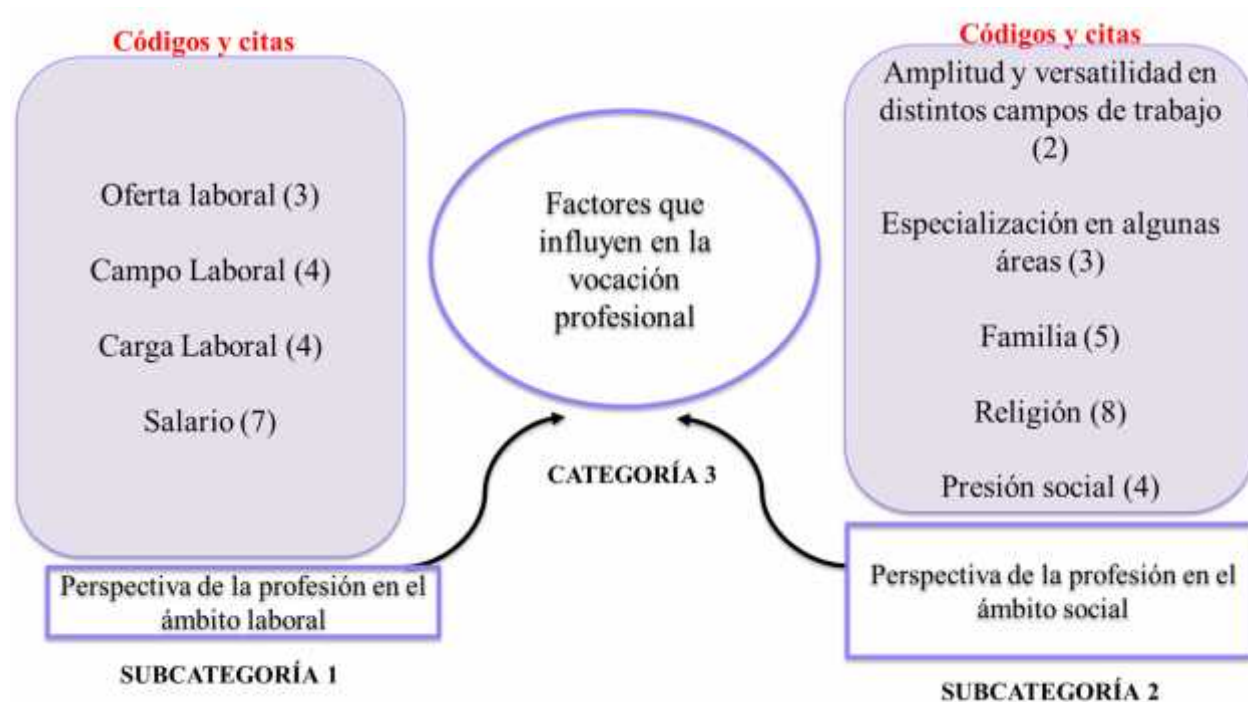 Códigos y citas
Oferta laboral (3)
Campo Laboral (4)
Carga Laboral (4)
Salario (7)
Perspectiva de la profesión en el
ámbito laboral
SUBCATEGORÍA 1
Factores que
influyen en la
vocación
profesional
CATEGORÍA 3
Códigos y citas
Amplitud y versatilidad en
distintos campos de trabajo
(2)
Especialización en algunas
áreas (3)
Familia (5)
Religión (8)
Presión social (4)
Perspectiva de la profesión en el
ámbito social
SUBCATEGORÍA 2